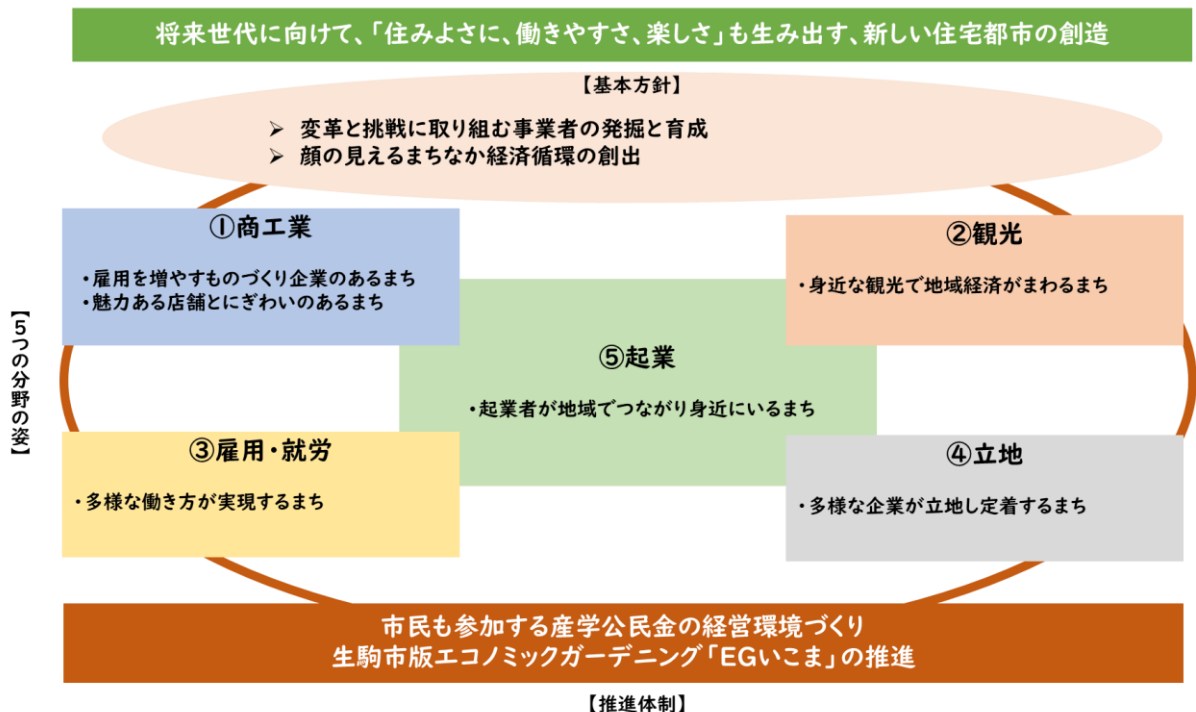 将来世代に向けて、「住みよさに、働きやすさ、楽しさ」も生み出す、新しい住宅都市の創造
【基本方針】
➢ 変革と挑戦に取り組む事業者の発掘と育成
➢ 顔の見えるまちなか経済循環の創出
①商工業
・雇用を増やすものづくり企業のあるまち
・魅力ある店舗とにぎわいのあるまち
②観光
・身近な観光で地域経済がまわるまち
【5つの分野の姿】
⑤起業
・起業者が地域でつながり身近にいるまち
③雇用・就労
・多様な働き方が実現するまち
④立地
・多様な企業が立地し定着するまち
市民も参加する産学公民金の経営環境づくり
生駒市版エコノミックガーデニング「EGいこま」の推進
【推進体制】